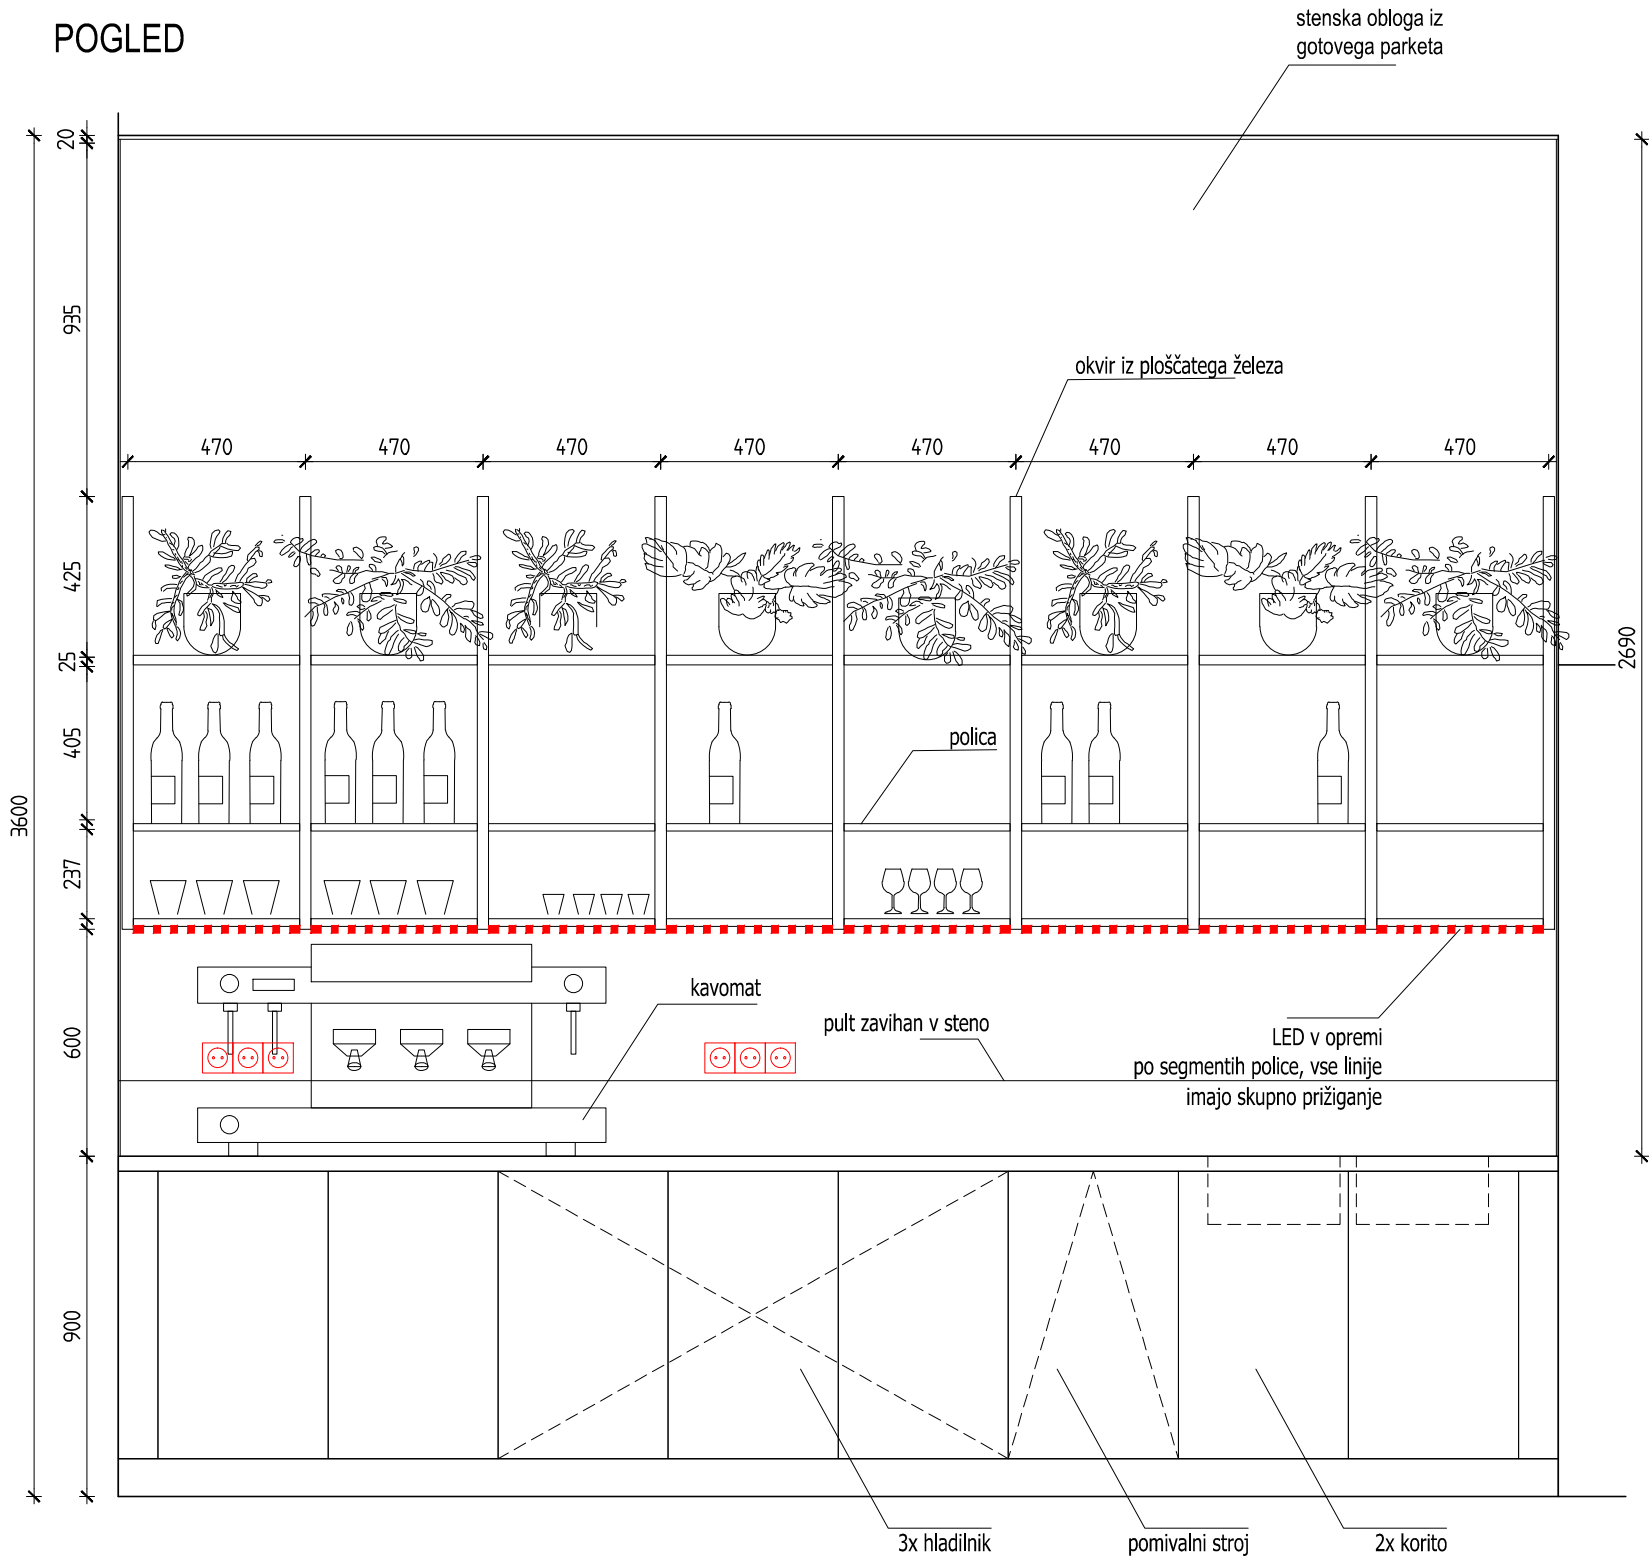 POGLED
stenska obloga iz
gotovega parketa
20
935
okvir iz ploščatega železa
470 470 470 470 470 470 470 470
425
25
2690
405
polica
3600
237
kavomat
pult zavihan v steno
600
LED v opremi
po segmentih police, vse linije
imajo skupno prižiganje
900
3x hladilnik
pomivalni stroj
2x korito